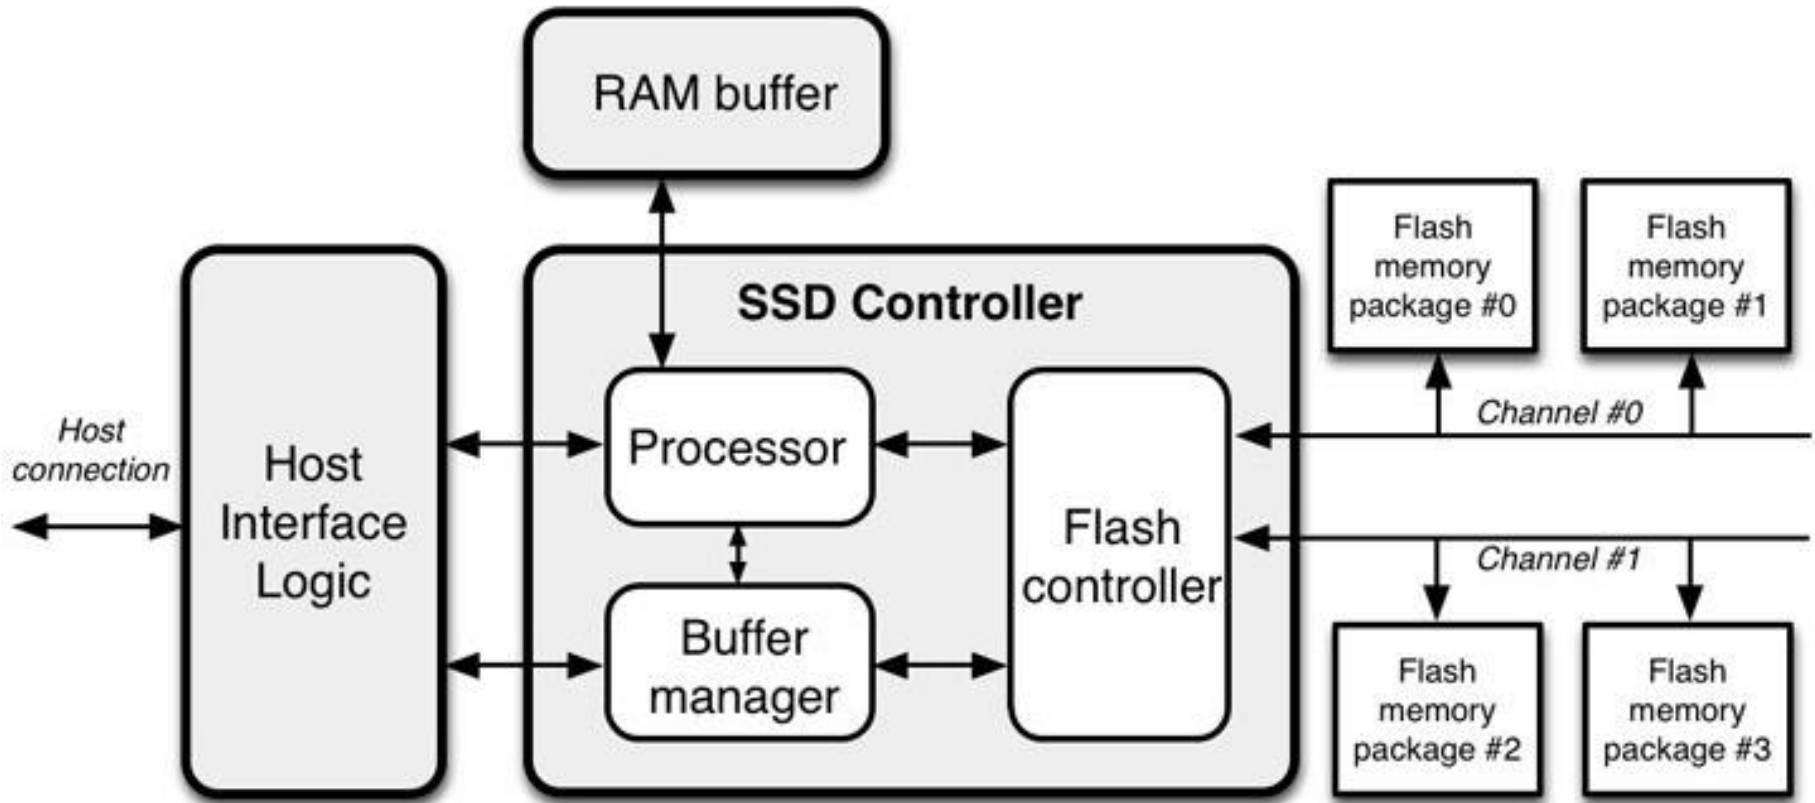 RAM buffer
SSD Controller
Host
connection
Host
Interface
Logic
Processor
Buffer
manager
Flash
controller
Flash
memory
package #0
Flash
memory
package #1
Channel #0
Channel #1
Flash
memory
package #2
Flash
memory
package #3